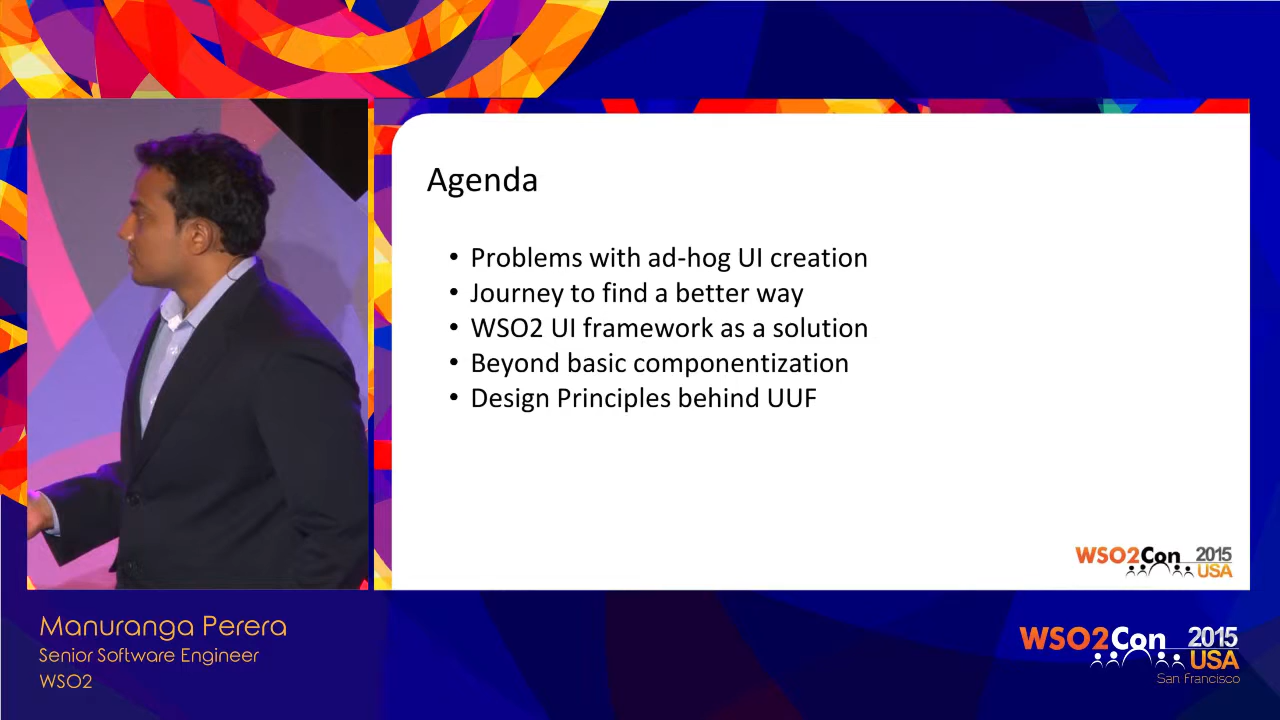 Agenda
• Problems with ad-hog UI creation
• Journey to find a better way
• WSO2 UI framework as a solution
• Beyond basic componentization
• Design Principles behind UUF
WSO2Con 2015
USA
Manuranga Perera
Senior Software Engineer
WSO2
WSO2Con 2015
USA
San Francisco